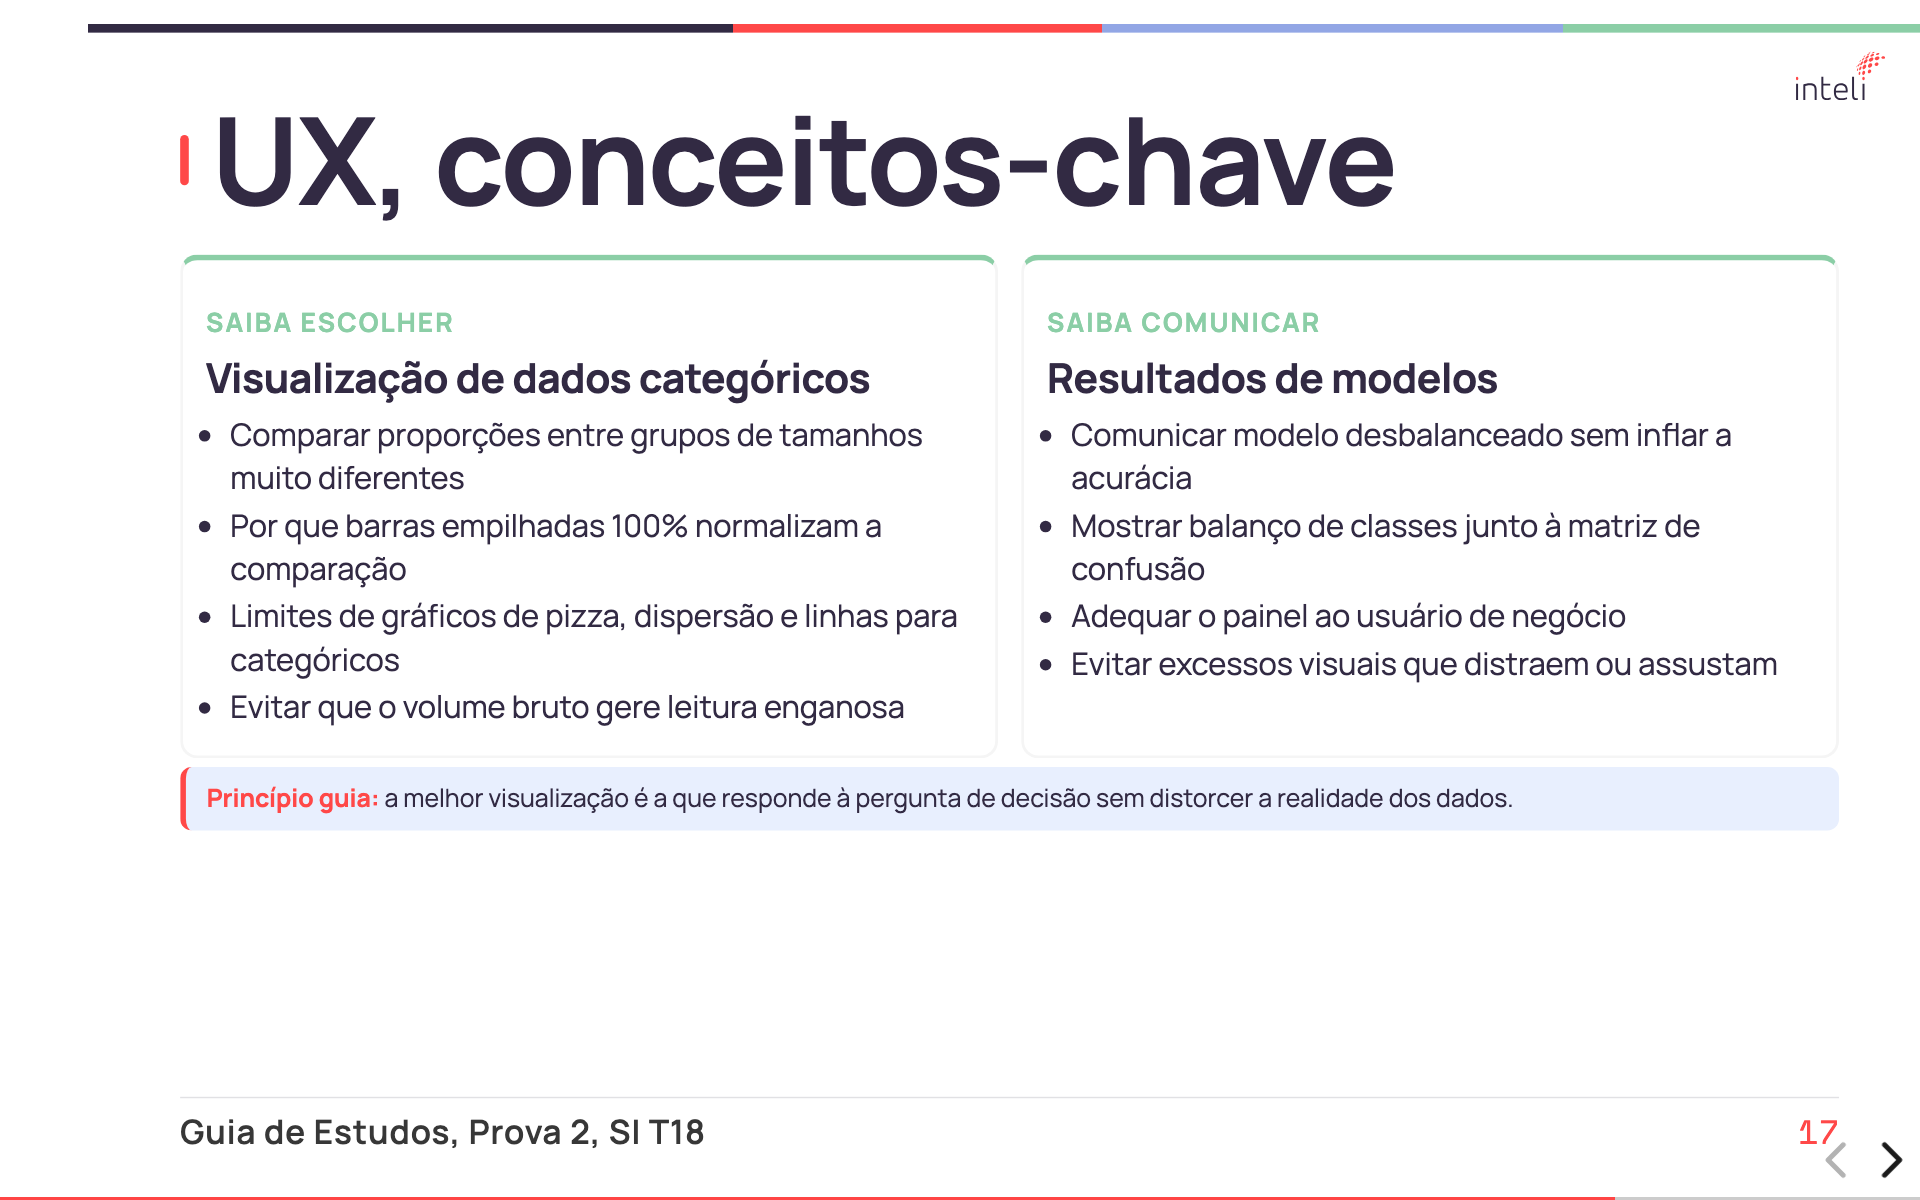 inteli
UX, conceitos-chave
SAIBA ESCOLHER
Visualização de dados categóricos
• Comparar proporções entre grupos de tamanhos
muito diferentes
• Por que barras empilhadas 100% normalizam a
comparação
• Limites de gráficos de pizza, dispersão e linhas para
categóricos
• Evitar que o volume bruto gere leitura enganosa
SAIBA COMUNICAR
Resultados de modelos
• Comunicar modelo desbalanceado sem inflar a
acurácia
• Mostrar balanço de classes junto à matriz de
confusão
• Adequar o painel ao usuário de negócio
• Evitar excessos visuais que distraem ou assustam
Princípio guia: a melhor visualização é a que responde à pergunta de decisão sem distorcer a realidade dos dados.
Guia de Estudos, Prova 2, SI T18
17